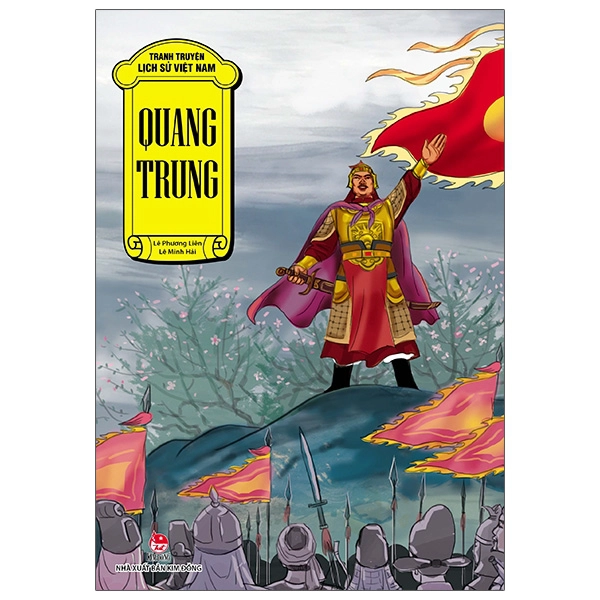 TRANH TRUYỆN
LỊCH SỬ VIỆT NAM
QUANG
TRUNG
Lê Phương Liên
Lê Minh Hải
NHÀ XUẤT BẢN KIM ĐỒNG